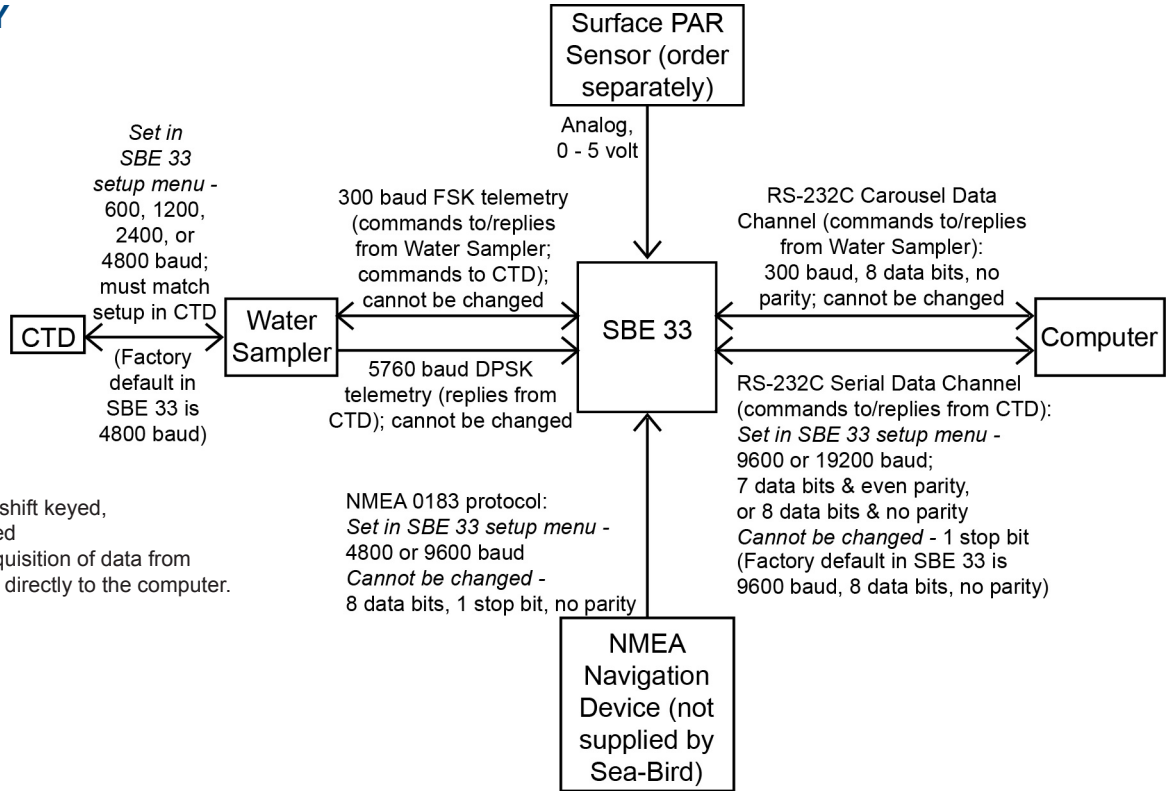 Y
Surface PAR
Sensor (order
separately)
Analog,
0 - 5 volt
Set in
SBE 33
setup menu -
600, 1200,
2400, or
4800 baud;
must match
setup in CTD
CTD
(Factory
default in
SBE 33 is
4800 baud)
Water
Sampler
300 baud FSK telemetry
(commands to/replies
from Water Sampler;
commands to CTD);
cannot be changed
5760 baud DPSK
telemetry (replies from
CTD); cannot be changed
SBE 33
RS-232C Carousel Data
Channel (commands to/replies
from Water Sampler):
300 baud, 8 data bits, no
parity; cannot be changed
Computer
RS-232C Serial Data Channel
(commands to/replies from CTD):
Set in SBE 33 setup menu -
9600 or 19200 baud;
7 data bits & even parity,
or 8 data bits & no parity
Cannot be changed - 1 stop bit
(Factory default in SBE 33 is
9600 baud, 8 data bits, no parity)
NMEA 0183 protocol:
Set in SBE 33 setup menu -
4800 or 9600 baud
Cannot be changed -
8 data bits, 1 stop bit, no parity
shift keyed,
ed
quisition of data from
directly to the computer.
NMEA
Navigation
Device (not
supplied by
Sea-Bird)